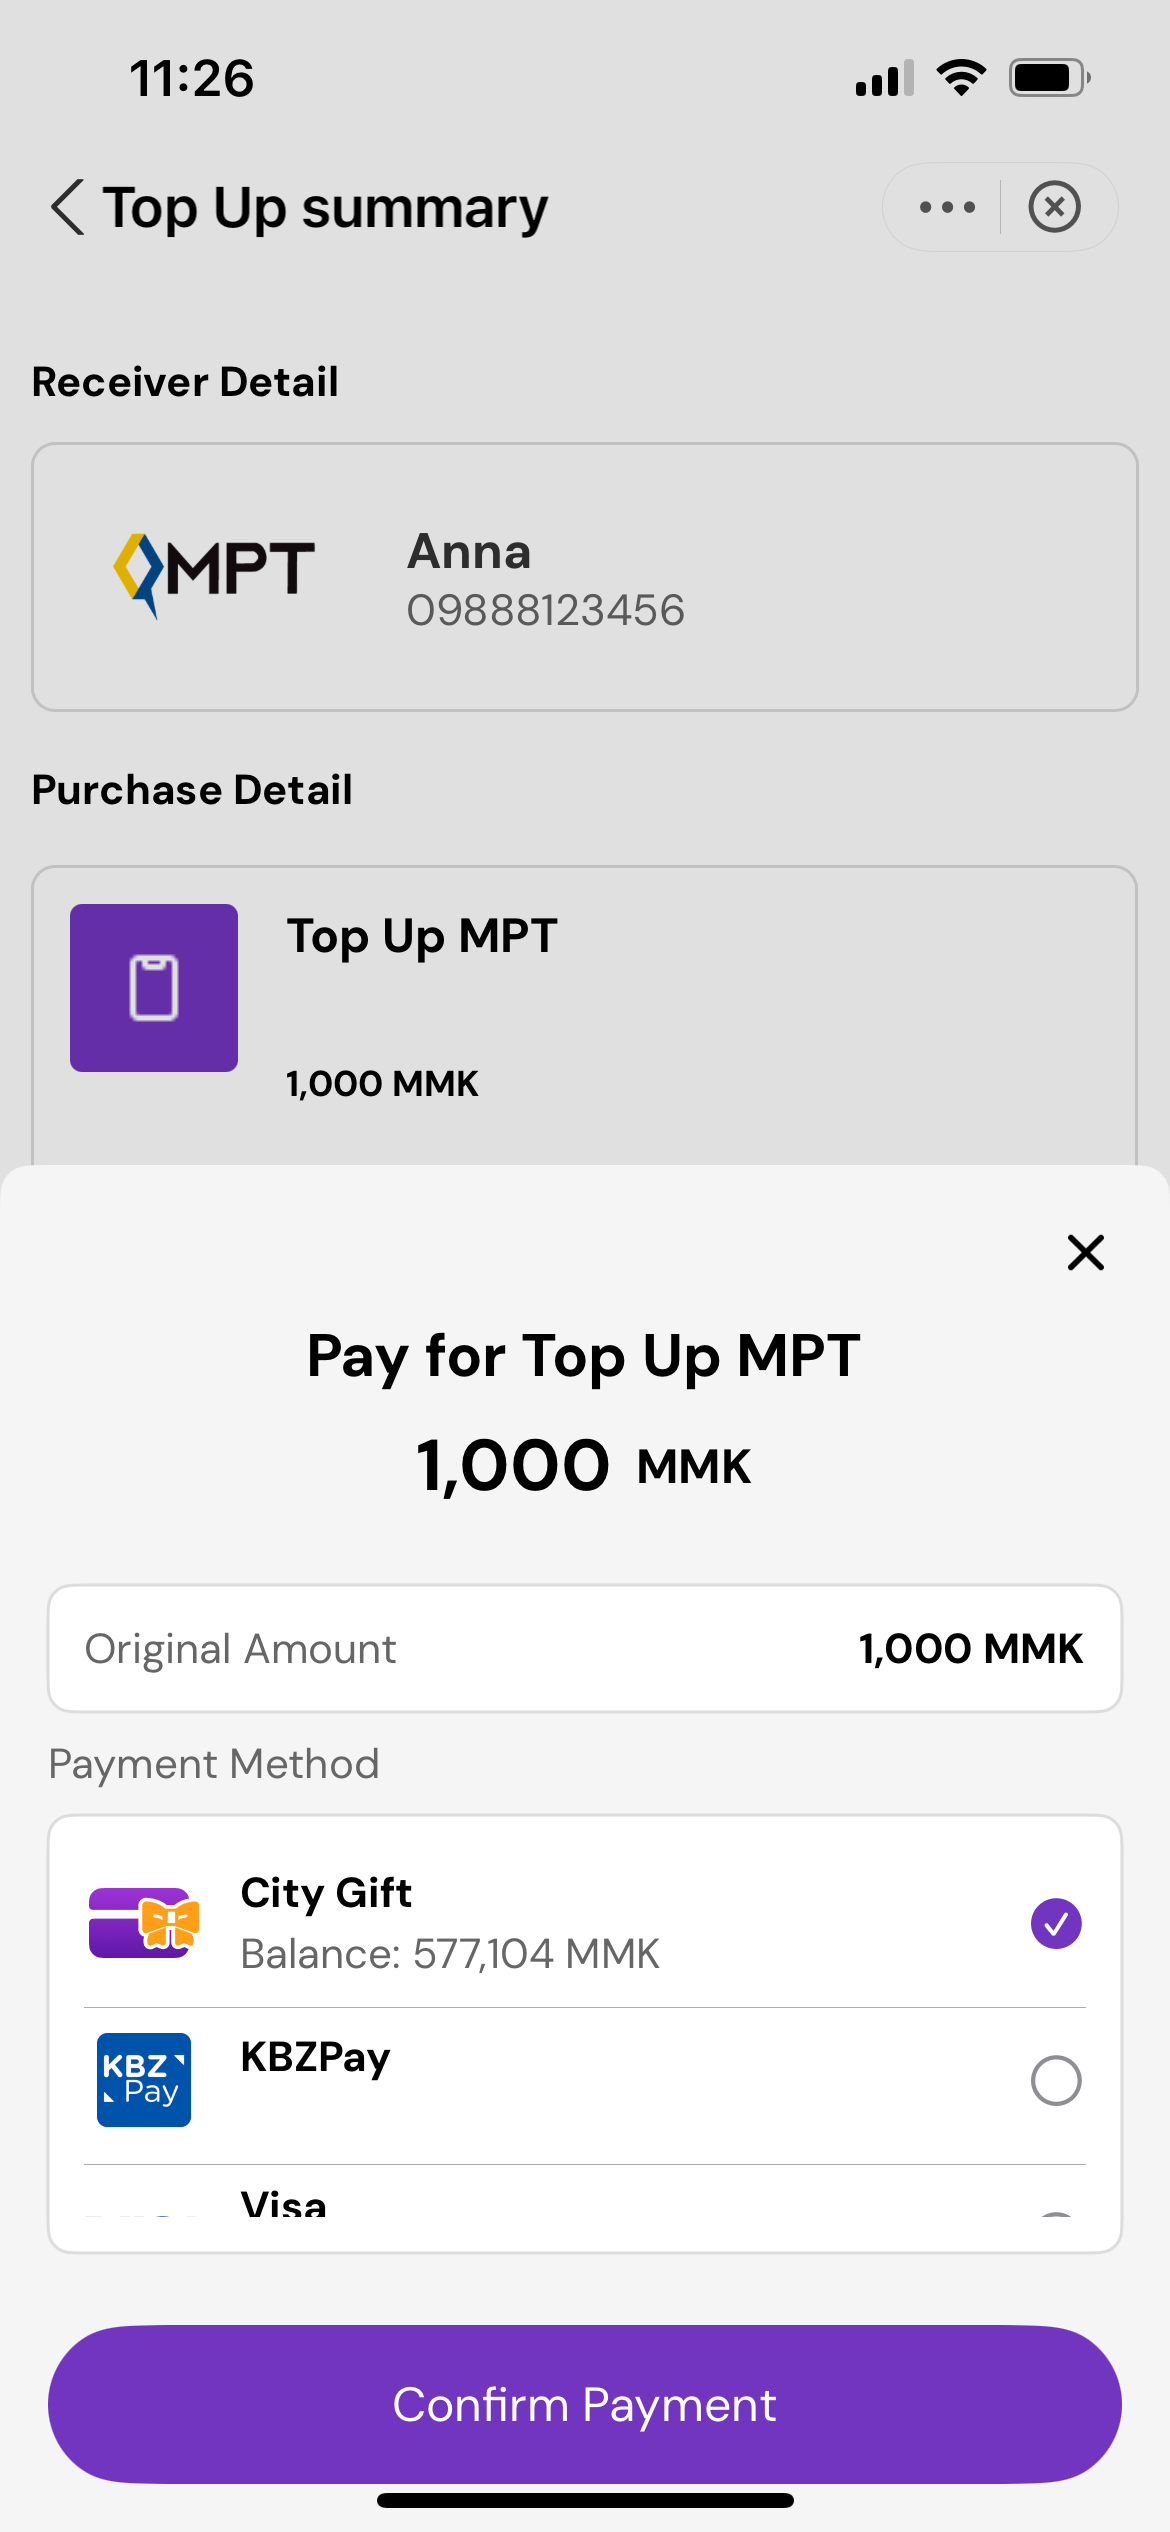 11:26
Top Up summary
Receiver Detail
MPT
Anna
09888123456
Purchase Detail
Top Up MPT
1,000 MMK
Pay for Top Up MPT
1,000 MMK
Original Amount 1,000 MMK
Payment Method
City Gift
Balance: 577,104 MMK
KBZ
Pay
KBZPay
Visa
Confirm Payment